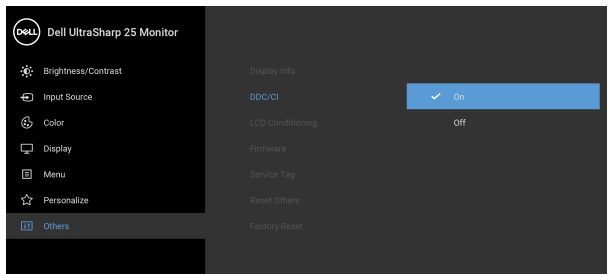 DELL
Dell UltraSharp 25 Monitor
Brightness/Contrast
Input Source
Color
Display
Menu
Personalize
Others
Display Info
DDC/CI
LCD Conditioning
Firmware
Service Tag
Reset Others
Factory Reset
On
Off